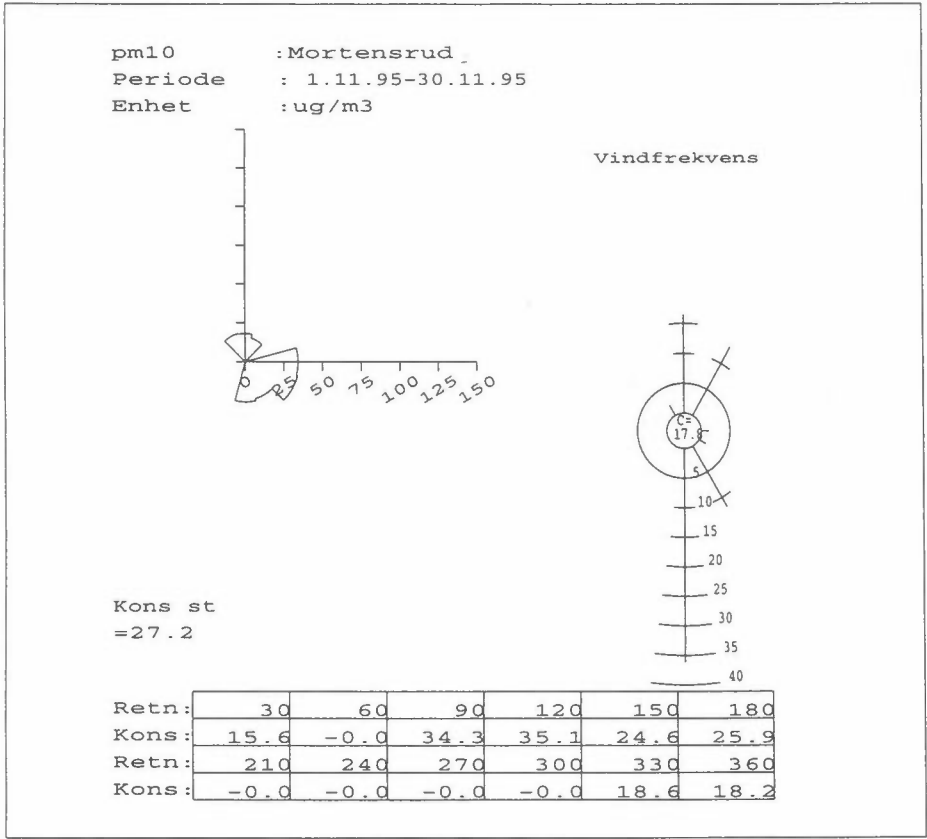 pm10 :Mortensrud
Periode : 1.11.95-30.11.95
Enhet :ug/m3
Vindfrekvens
0 25 50 75 100 125 150
C=
17.8
5
10
15
20
25
30
35
40
Kons st
=27.2
Retn: 30 60 90 120 150 180
Kons: 15.6 -0.0 34.3 35.1 24.6 25.9
Retn: 210 240 270 300 330 360
Kons: -0.0 -0.0 -0.0 -0.0 18.6 18.2